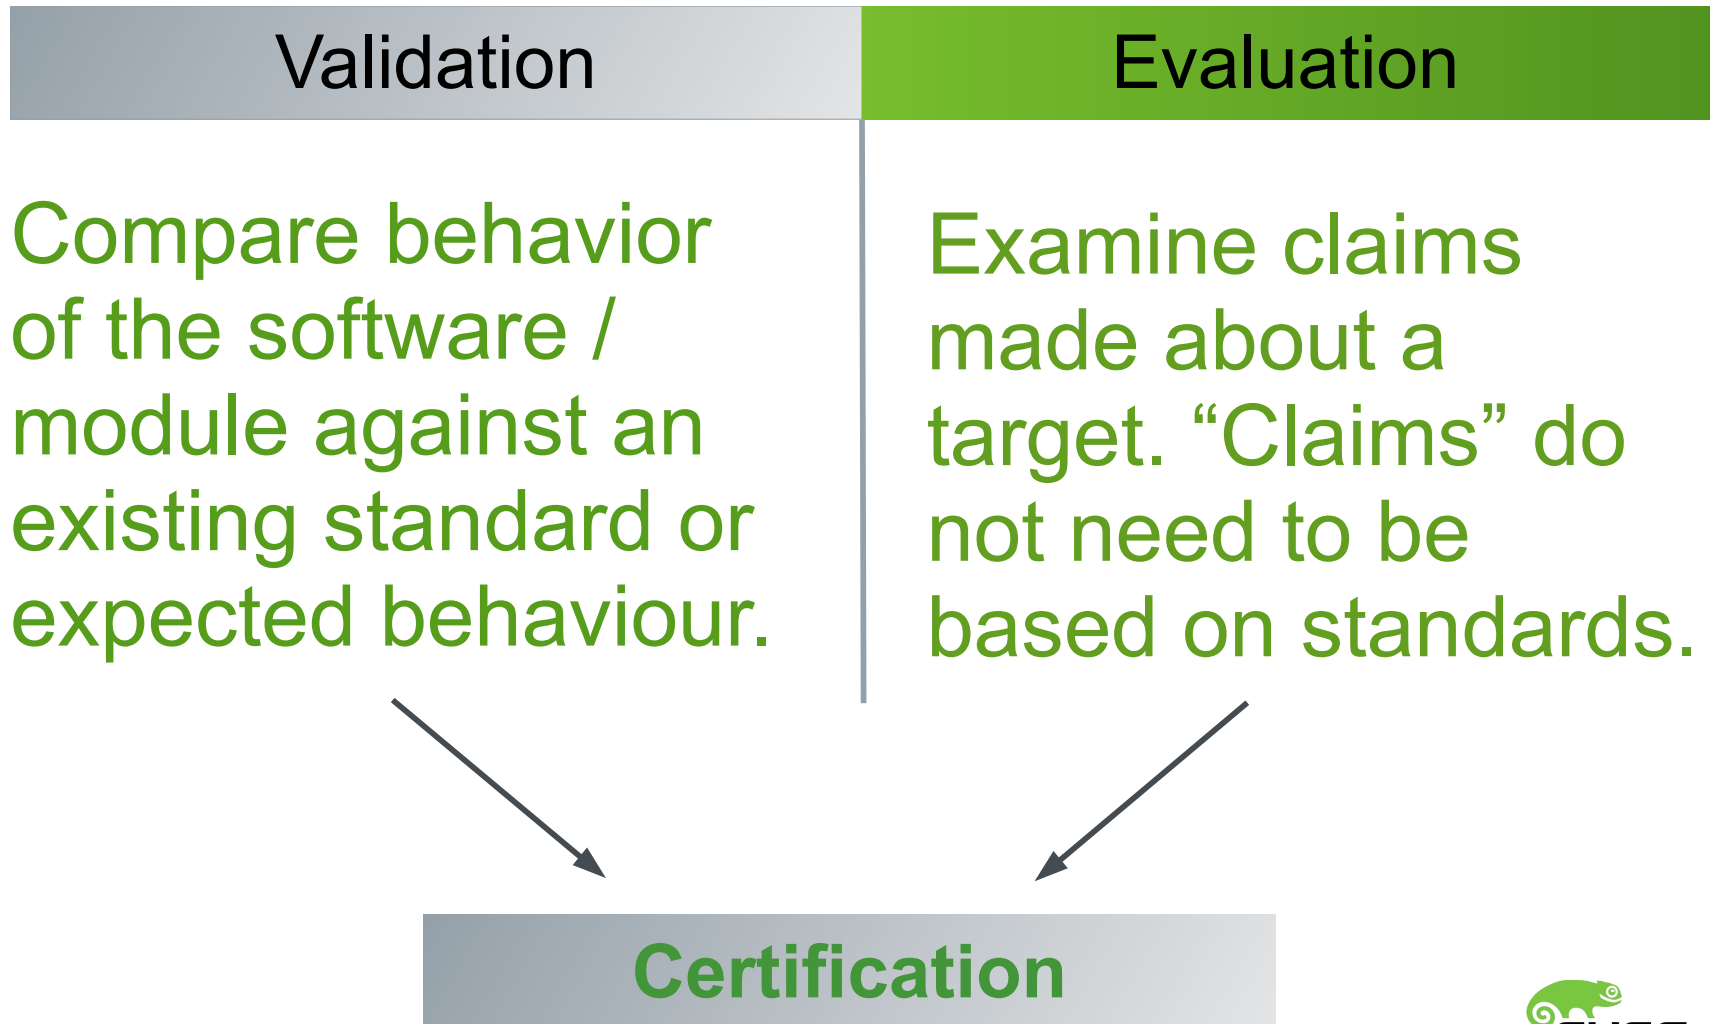 Validation
Evaluation
Compare behavior
of the software /
module against an
existing standard or
expected behaviour.
Examine claims
made about a
target. “Claims” do
not need to be
based on standards.
Certification